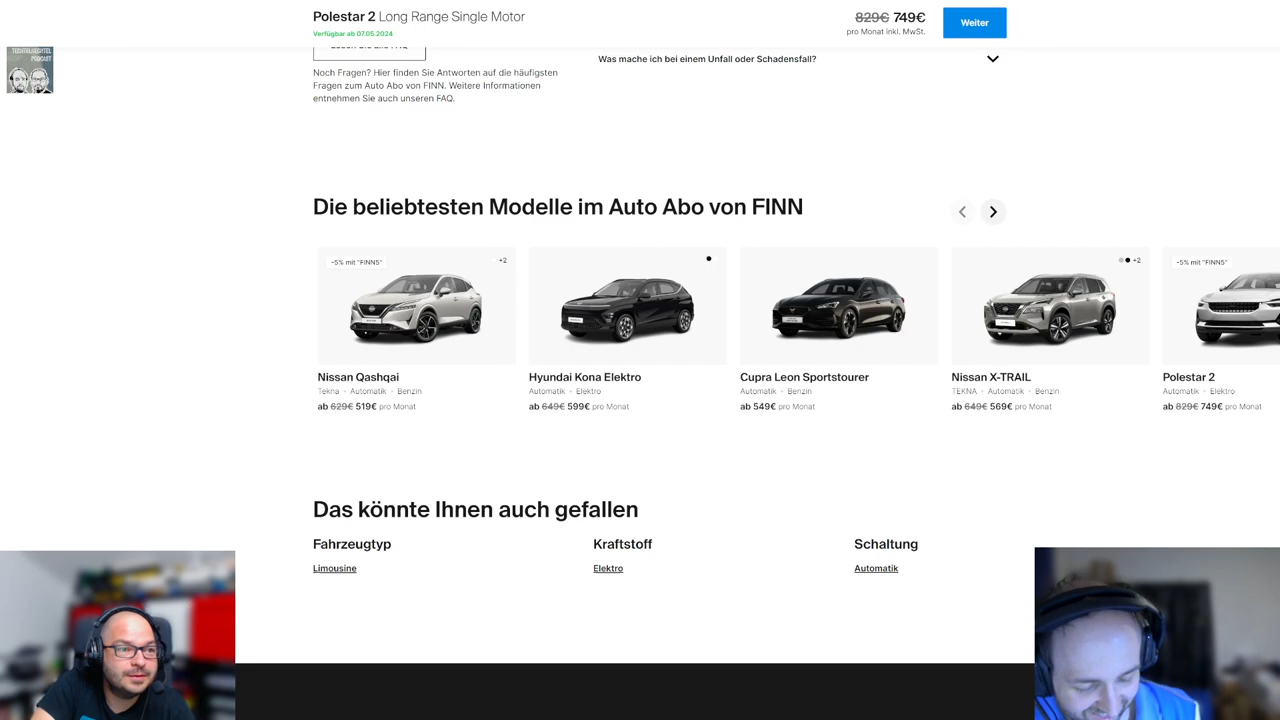 Polestar 2 Long Range Single Motor
Verfügbar ab 07.05.2024
829€ 749€
pro Monat inkl. MwSt.
Weiter
PODCAST
Noch Fragen? Hier finden Sie Antworten auf die häufigsten
Fragen zum Auto Abo von FINN. Weitere Informationen
entnehmen Sie auch unseren FAQ.
Was mache ich bei einem Unfall oder Schadensfall?
Die beliebtesten Modelle im Auto Abo von FINN
-5% mit "FINN5"
+2
Nissan Qashqai
Tekna • Automatik • Benzin
ab 629€ 519€ pro Monat
Hyundai Kona Elektro
Automatik • Elektro
ab 649€ 599€ pro Monat
Cupra Leon Sportstourer
Automatik • Benzin
ab 549€ pro Monat
+2
Nissan X-TRAIL
TEKNA • Automatik • Benzin
ab 649€ 569€ pro Monat
-5% mit "FINN5"
Polestar 2
Automatik • Elektro
ab 829€ 749€ pro Monat
Das könnte Ihnen auch gefallen
Fahrzeugtyp
Limousine
Kraftstoff
Elektro
Schaltung
Automatik